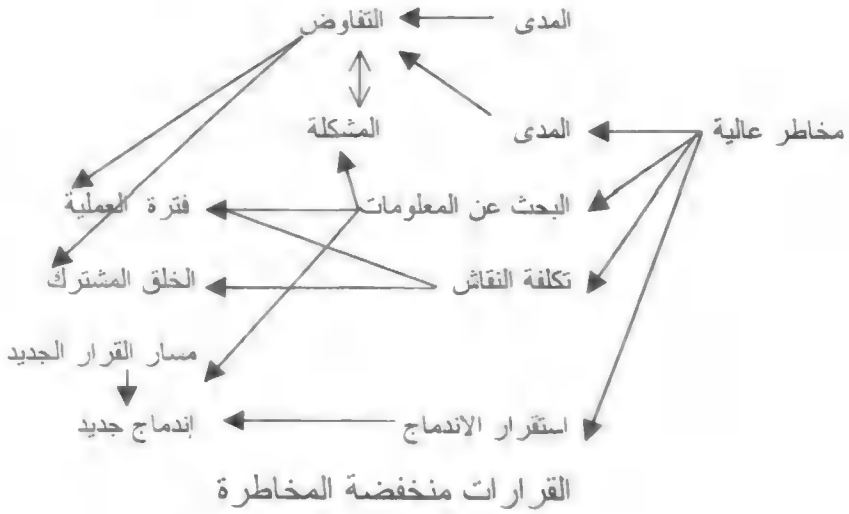 المدى التفاوض
مخاطر عالية المدى المشكلة
البحث عن المعلومات فترة العملية
تكلفة النقاش الخلق المشترك
مسار القرار الجديد
استقرار الاندماج إندماج جديد
القرارات منخفضة المخاطرة